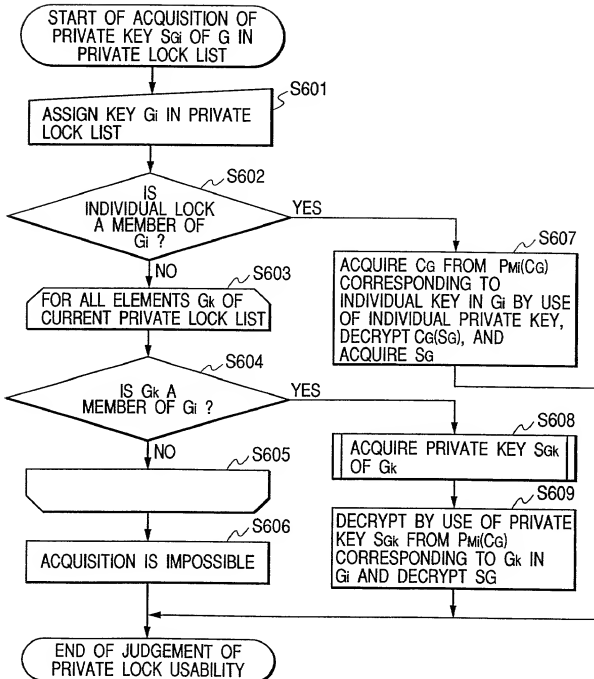 START OF ACQUISITION OF
PRIVATE KEY SGi OF G IN
PRIVATE LOCK LIST
S601
ASSIGN KEY Gi IN PRIVATE
LOCK LIST
S602
IS
INDIVIDUAL LOCK
A MEMBER OF
Gi ?
YES
NO
S607
ACQUIRE CG FROM PMi(CG)
CORRESPONDING TO
INDIVIDUAL KEY IN Gi BY USE
OF INDIVIDUAL PRIVATE KEY,
DECRYPT CG(SG), AND
ACQUIRE SG
S603
FOR ALL ELEMENTS Gk OF
CURRENT PRIVATE LOCK LIST
S604
IS Gk A
MEMBER OF Gi ?
YES
NO
S608
ACQUIRE PRIVATE KEY SGk
OF Gk
S605
S609
DECRYPT BY USE OF PRIVATE
KEY SGk FROM PMi(CG)
CORRESPONDING TO Gk IN
Gi AND DECRYPT SG
S606
ACQUISITION IS IMPOSSIBLE
END OF JUDGEMENT OF
PRIVATE LOCK USABILITY